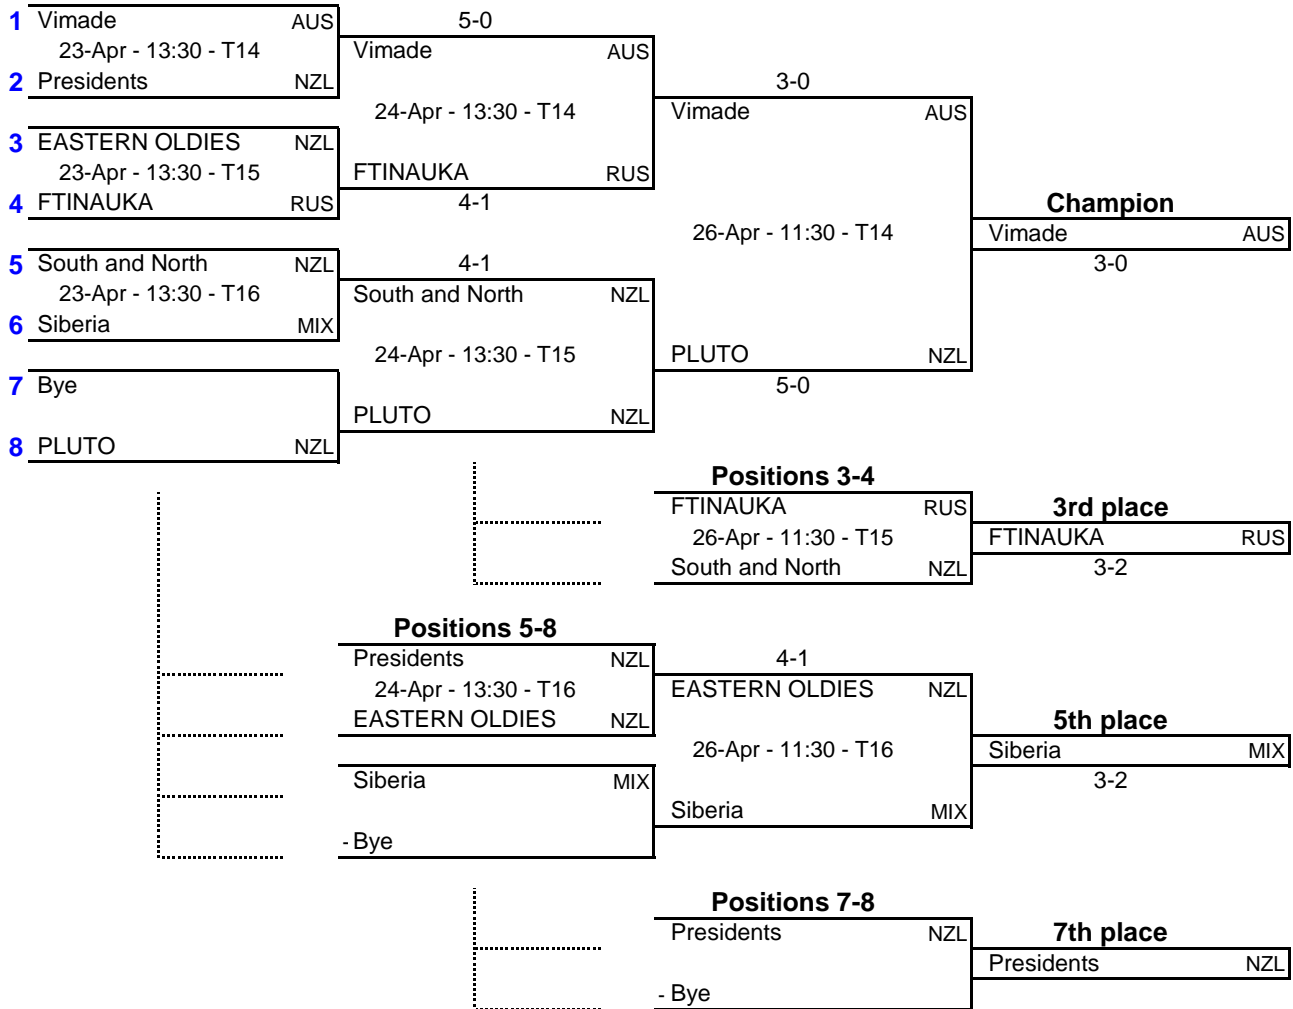 1 Vimade AUS 5-0
23-Apr - 13:30 - T14 Vimade AUS
2 Presidents NZL 3-0
24-Apr - 13:30 - T14 Vimade AUS
3 EASTERN OLDIES NZL
23-Apr - 13:30 - T15 FTINAUKA RUS
4 FTINAUKA RUS 4-1 Champion
26-Apr - 11:30 - T14 Vimade AUS
5 South and North NZL 4-1 3-0
23-Apr - 13:30 - T16 South and North NZL
6 Siberia MIX
24-Apr - 13:30 - T15 PLUTO NZL
7 Bye 5-0
PLUTO NZL
8 PLUTO NZL
Positions 3-4
FTINAUKA RUS 3rd place
26-Apr - 11:30 - T15 FTINAUKA RUS
South and North NZL 3-2
Positions 5-8
Presidents NZL 4-1
24-Apr - 13:30 - T16 EASTERN OLDIES NZL
EASTERN OLDIES NZL 5th place
26-Apr - 11:30 - T16 Siberia MIX
Siberia MIX 3-2
Siberia MIX
- Bye
Positions 7-8
Presidents NZL 7th place
Presidents NZL
- Bye